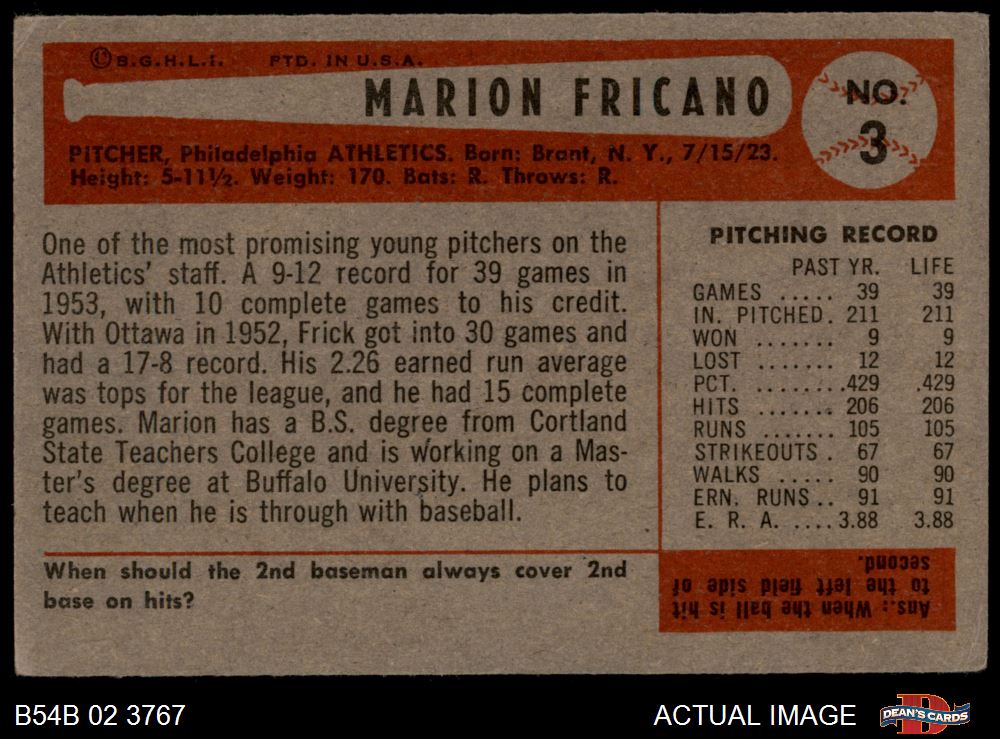 © B.G.H.L.I. PTD. IN U.S.A.
MARION FRICANO
NO.
3
PITCHER, Philadelphia ATHLETICS. Born: Brant, N. Y., 7/15/23.
Height: 5-11½. Weight: 170. Bats: R. Throws: R.
One of the most promising young pitchers on the
Athletics' staff. A 9-12 record for 39 games in
1953, with 10 complete games to his credit.
With Ottawa in 1952, Frick got into 30 games and
had a 17-8 record. His 2.26 earned run average
was tops for the league, and he had 15 complete
games. Marion has a B.S. degree from Cortland
State Teachers College and is working on a Mas-
ter's degree at Buffalo University. He plans to
teach when he is through with baseball.
PITCHING RECORD
PAST YR. LIFE
GAMES ..... 39 39
IN. PITCHED. 211 211
WON ....... 9 9
LOST ....... 12 12
PCT. ........ .429 .429
HITS ....... 206 206
RUNS ....... 105 105
STRIKEOUTS . 67 67
WALKS ..... 90 90
ERN. RUNS .. 91 91
E. R. A. .... 3.88 3.88
When should the 2nd baseman always cover 2nd
base on hits?
Ans.: When the ball is hit
to the left field side of
second.
B54B 02 3767
ACTUAL IMAGE
DEAN'S CARDS